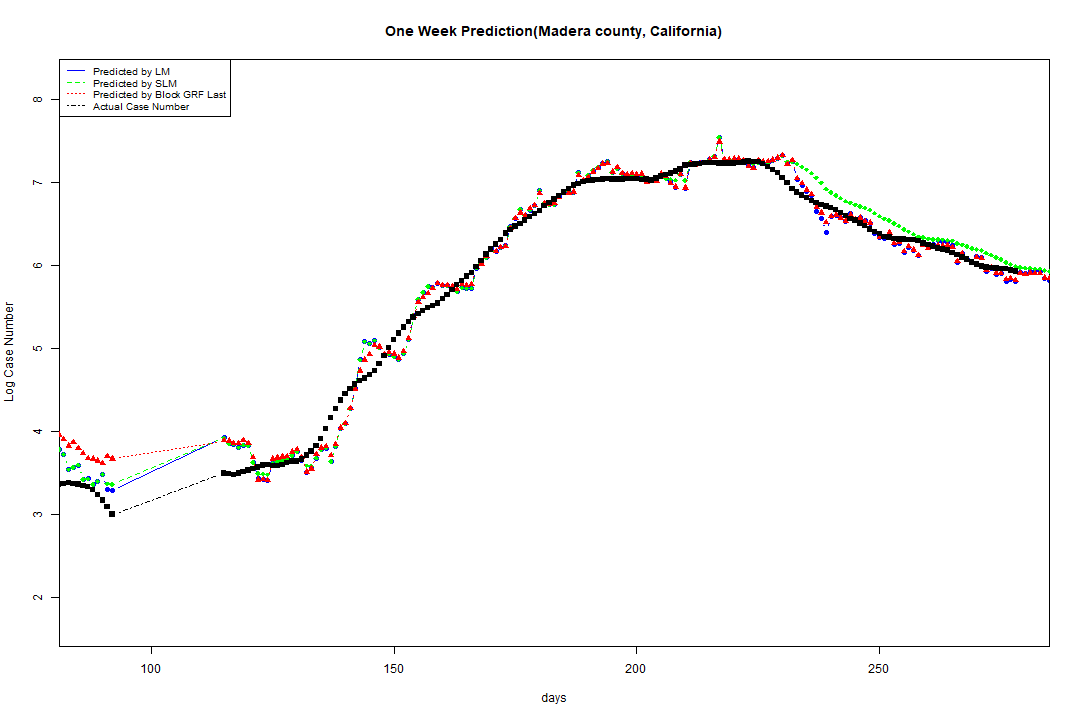 One Week Prediction(Madera county, California)
Predicted by LM
Predicted by SLM
Predicted by Block GRF Last
Actual Case Number
8
7
6
5
4
3
2
Log Case Number
100 150 200 250
days